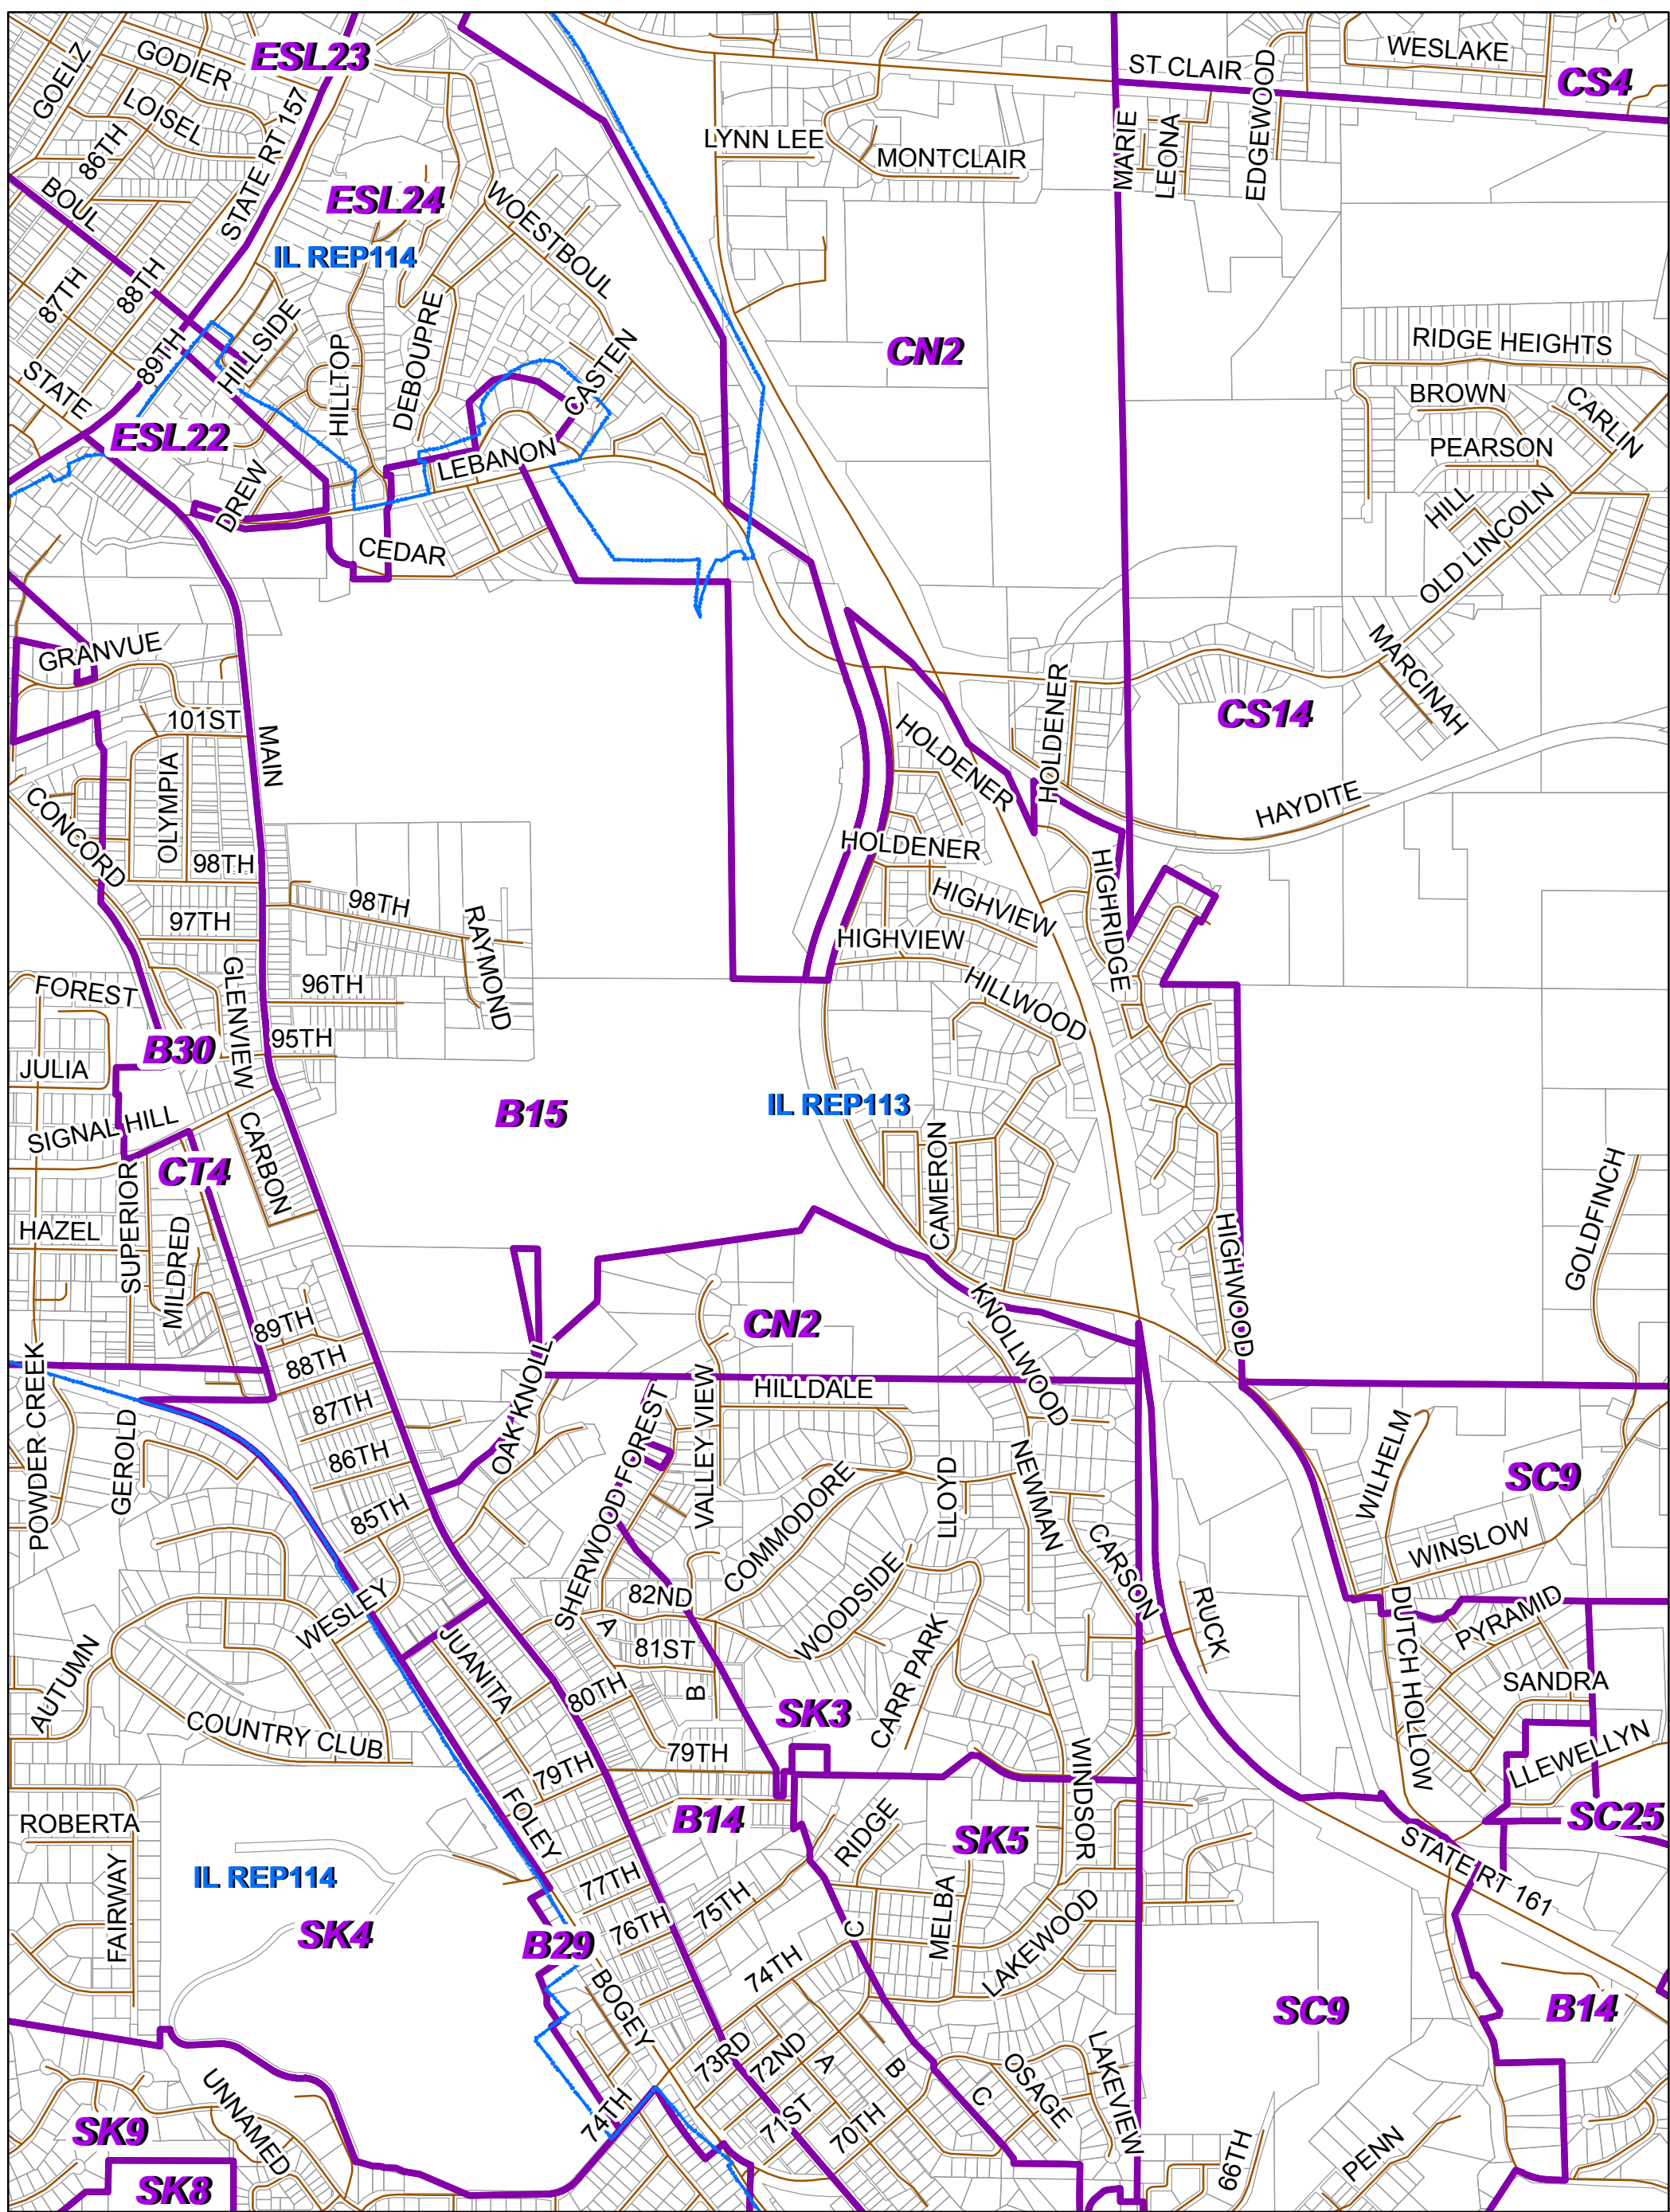 ESL23
GOELZ
GODIER
LOISEL
86TH
STATE RT 157
BOUL
87TH
88TH
ESL24
IL REP114
WOESTBOUL
LYNN LEE
MONTCLAIR
ST CLAIR
MARIE
LEONA
EDGEWOOD
WESLAKE
CS4
STATE
89TH
HILLSIDE
HILLTOP
DEBOUPRE
CASTEN
CN2
RIDGE HEIGHTS
BROWN
CARLIN
PEARSON
ESL22
LEBANON
DREW
CEDAR
HILL
OLD LINCOLN
MARCINAH
GRANVUE
101ST
MAIN
OLYMPIA
CONCORD
98TH
HOLDENER
HOLDENER
CS14
HAYDITE
HOLDENER
97TH
98TH
RAYMOND
HIGHVIEW
HIGHVIEW
HIGHRIDGE
FOREST
GLENVIEW
96TH
HILLWOOD
B30
95TH
JULIA
SIGNAL HILL
B15
IL REP113
CT4
CARBON
CAMERON
SUPERIOR
HAZEL
MILDRED
GOLDFINCH
HIGHWOOD
89TH
88TH
CN2
KNOLLWOOD
OAK KNOLL
HILLDALE
VALLEY VIEW
POWDER CREEK
GEROLD
87TH
86TH
85TH
SHERWOOD FOREST
COMMODORE
LLOYD
NEWMAN
CARSON
WILHELM
SC9
WINSLOW
WESLEY
82ND
A
81ST
B
WOODSIDE
RUCK
DUTCH HOLLOW
PYRAMID
SANDRA
LLEWELLYN
AUTUMN
COUNTRY CLUB
JUANITA
80TH
79TH
79TH
SK3
CARR PARK
WINDSOR
ROBERTA
FAIRWAY
IL REP114
SK4
FOLEY
B14
RIDGE
SK5
SC25
STATE RT 161
77TH
76TH
75TH
B29
74TH
C
MELBA
LAKEWOOD
BOGEY
SC9
B14
73RD
72ND
A
B
C
OSAGE
LAKEVIEW
SK9
UNNAMED
74TH
71ST
70TH
66TH
PENN
SK8